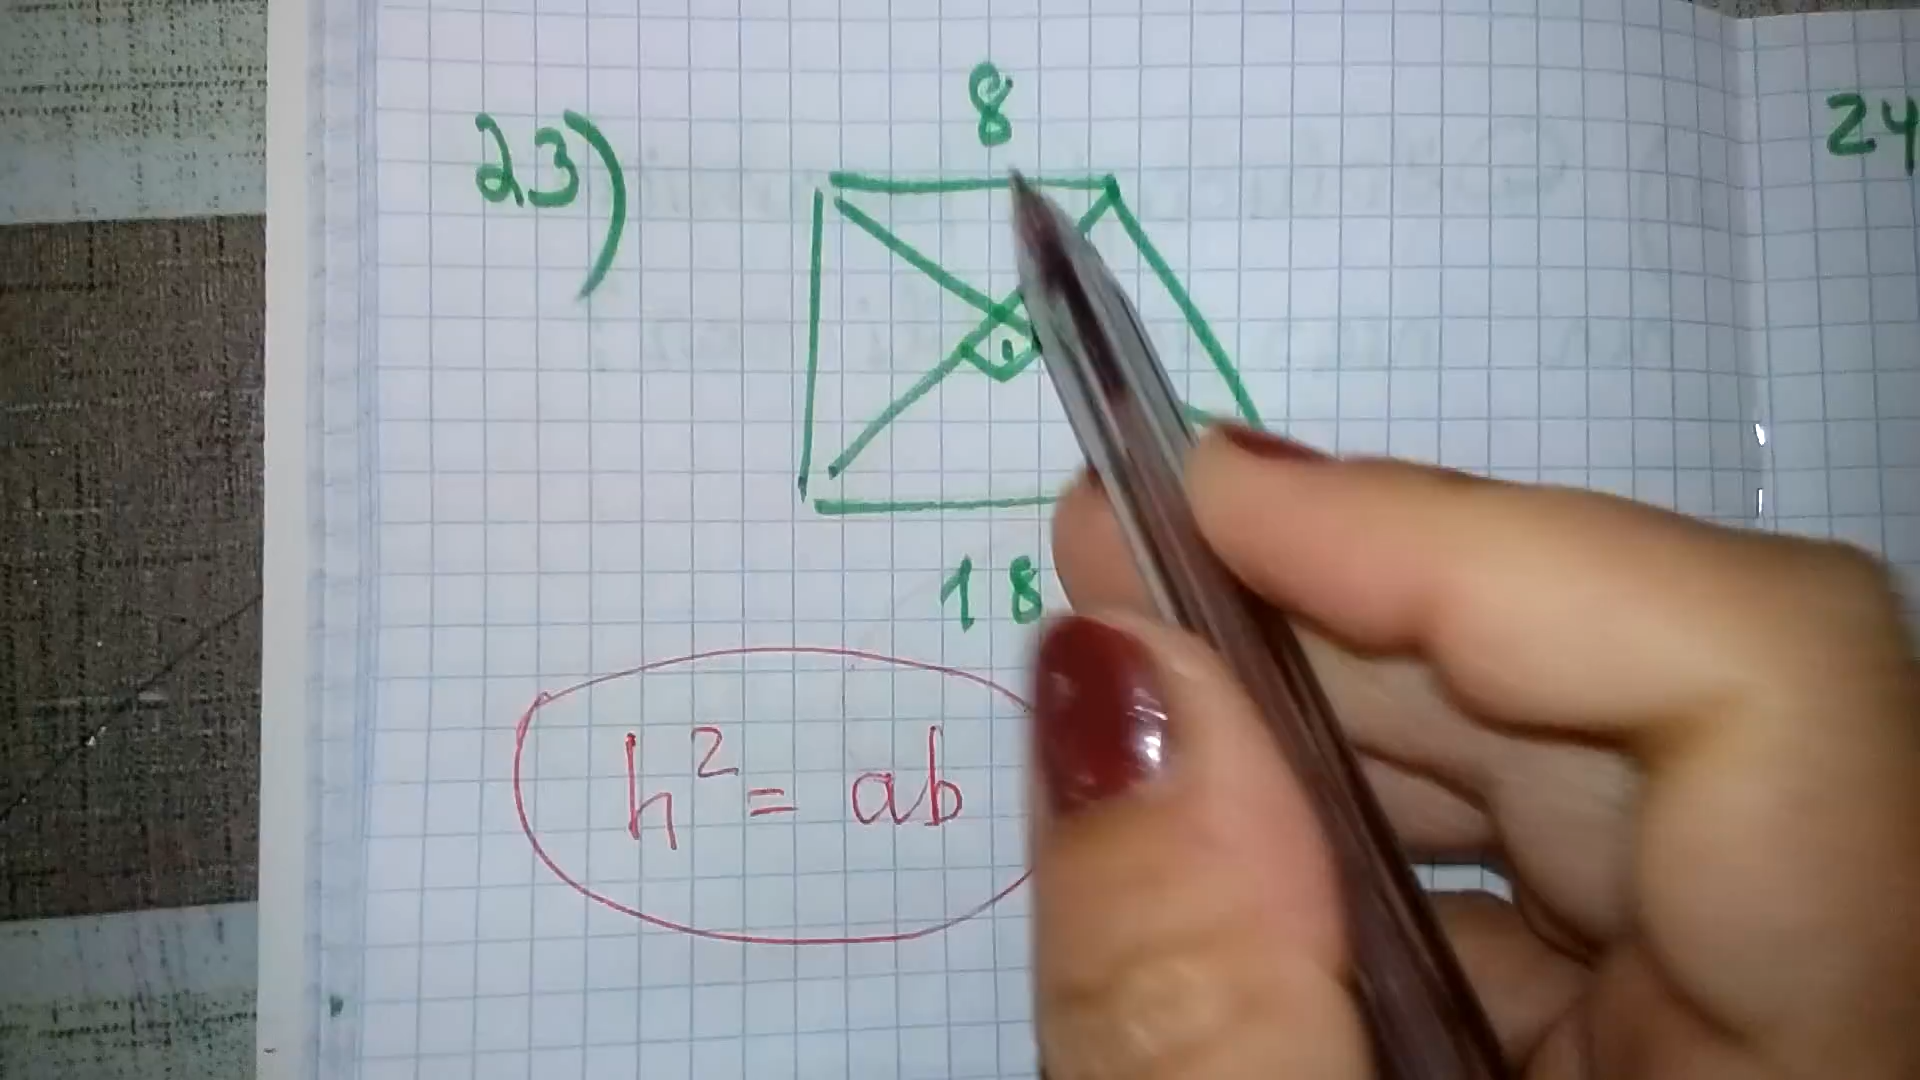 23)
8
18
h² = ab
24